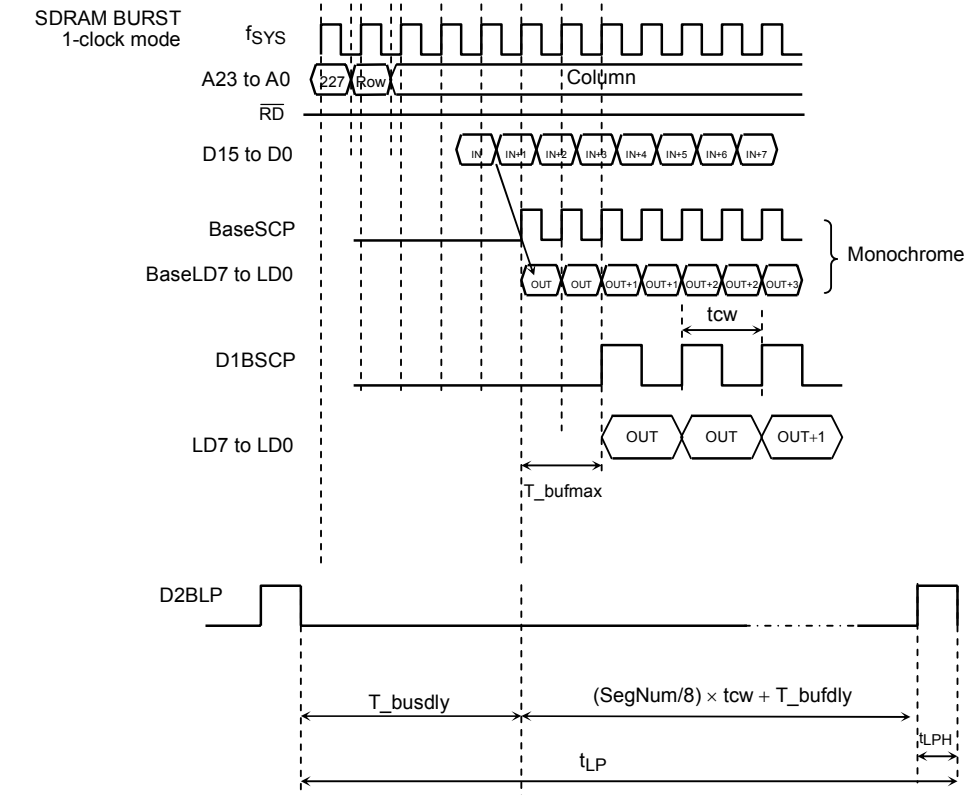 SDRAM BURST
1-clock mode
fSYS
A23 to A0
227 Row Column
RD
D15 to D0
IN IN+1 IN+2 IN+3 IN+4 IN+5 IN+6 IN+7
BaseSCP
Monochrome
BaseLD7 to LD0
OUT OUT OUT+1 OUT+1 OUT+2 OUT+2 OUT+3
tcw
D1BSCP
LD7 to LD0
OUT OUT OUT+1
T_bufmax
D2BLP
T_busdly
(SegNum/8) × tcw + T_bufdly
tLPH
tLP